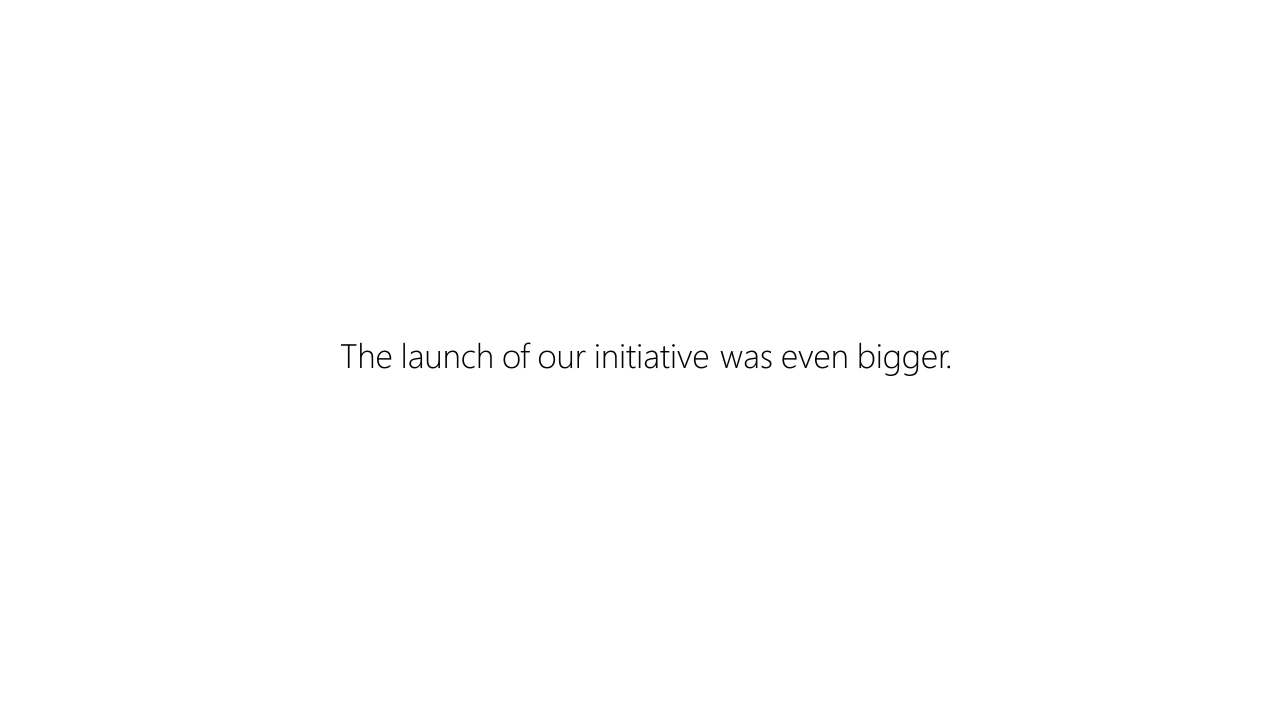 The launch of our initiative was even bigger.